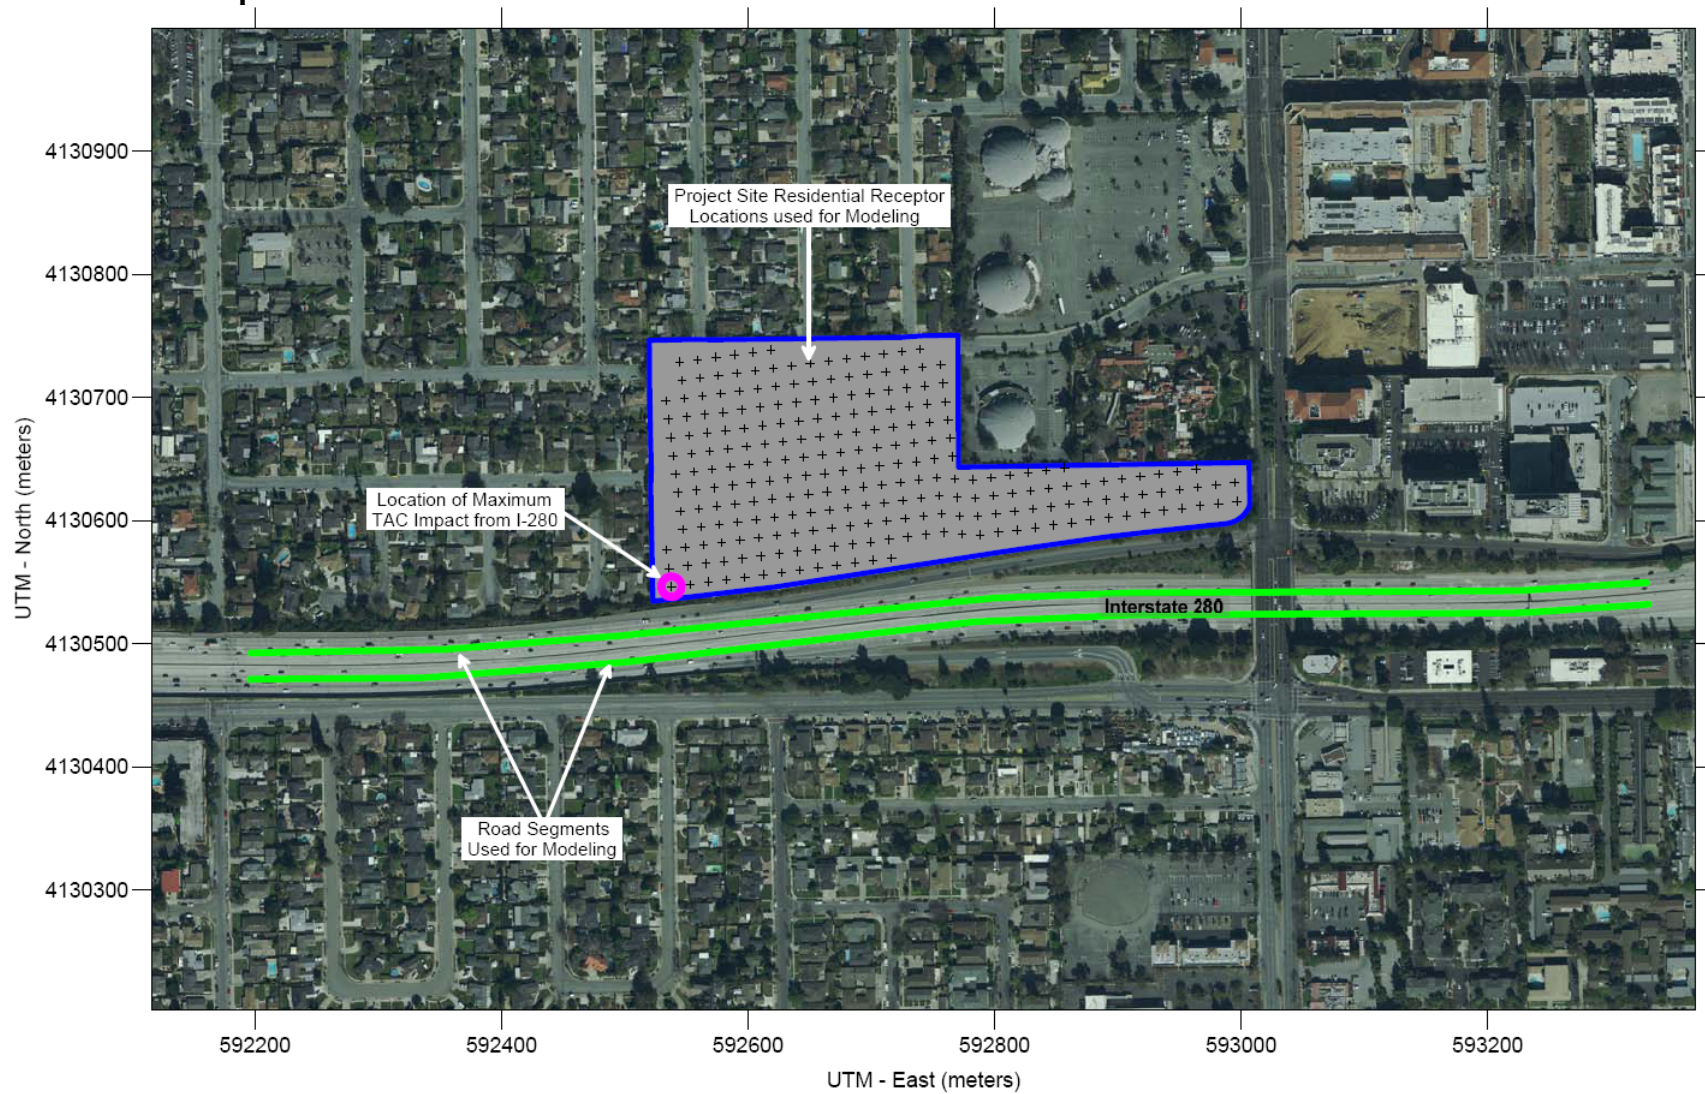 Project Site Residential Receptor
Locations used for Modeling
Location of Maximum
TAC Impact from I-280
Interstate 280
Road Segments
Used for Modeling
4130900
4130800
4130700
4130600
4130500
4130400
4130300
UTM - North (meters)
592200
592400
592600
592800
593000
593200
UTM - East (meters)